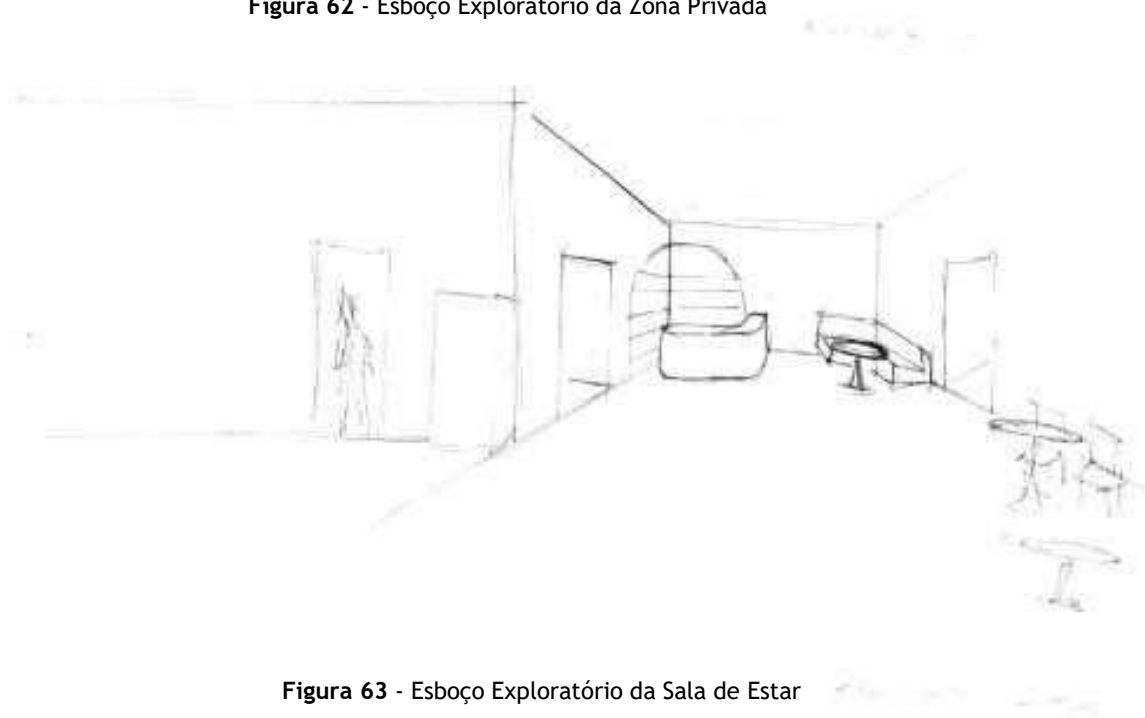 Figura 62 - Esboço Exploratório da Zona Privada
Figura 63 - Esboço Exploratório da Sala de Estar